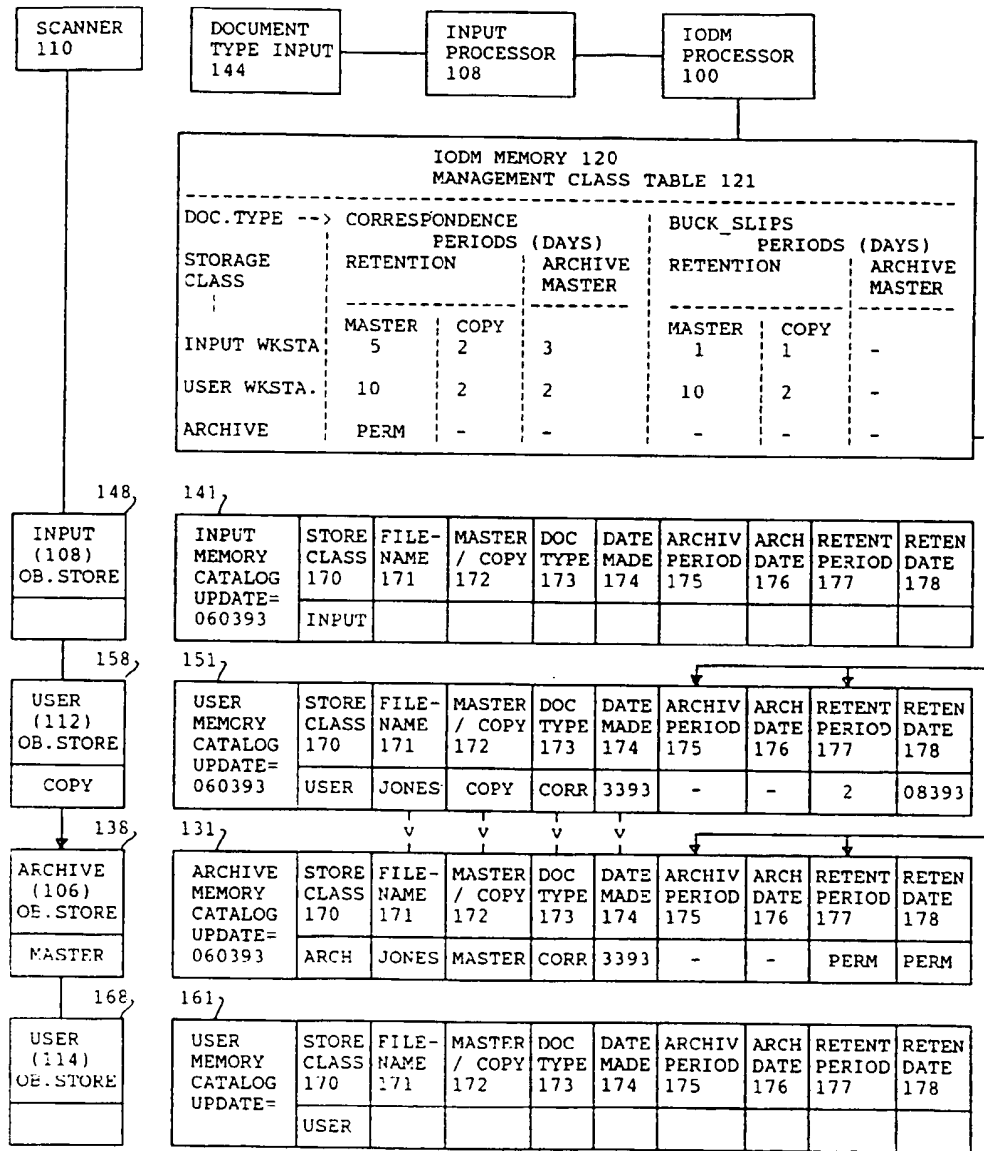 SCANNER 110
DOCUMENT TYPE INPUT 144
INPUT PROCESSOR 108
IODM PROCESSOR 100
IODM MEMORY 120
MANAGEMENT CLASS TABLE 121
DOC.TYPE --> CORRESPONDENCE BUCK_SLIPS
PERIODS (DAYS) PERIODS (DAYS)
STORAGE RETENTION ARCHIVE RETENTION ARCHIVE
CLASS MASTER MASTER
MASTER COPY MASTER COPY
INPUT WKSTA 5 2 3 1 1 -
USER WKSTA. 10 2 2 10 2 -
ARCHIVE PERM - - - - -
148 141
INPUT INPUT STORE FILE- MASTER DOC DATE ARCHIV ARCH RETENT RETEN
(108) MEMORY CLASS NAME / COPY TYPE MADE PERIOD DATE PERIOD DATE
OB.STORE CATALOG 170 171 172 173 174 175 176 177 178
UPDATE=
060393 INPUT
158 151
USER USER STORE FILE- MASTER DOC DATE ARCHIV ARCH RETENT RETEN
(112) MEMORY CLASS NAME / COPY TYPE MADE PERIOD DATE PERIOD DATE
OB.STORE CATALOG 170 171 172 173 174 175 176 177 178
UPDATE=
COPY 060393 USER JONES COPY CORR 3393 - - 2 08393
138 131 v v v v
ARCHIVE ARCHIVE STORE FILE- MASTER DOC DATE ARCHIV ARCH RETENT RETEN
(106) MEMORY CLASS NAME / COPY TYPE MADE PERIOD DATE PERIOD DATE
OB.STORE CATALOG 170 171 172 173 174 175 176 177 178
UPDATE=
MASTER 060393 ARCH JONES MASTER CORR 3393 - - PERM PERM
168 161
USER USER STORE FILE- MASTER DOC DATE ARCHIV ARCH RETENT RETEN
(114) MEMORY CLASS NAME / COPY TYPE MADE PERIOD DATE PERIOD DATE
OB.STORE CATALOG 170 171 172 173 174 175 176 177 178
UPDATE=
USER